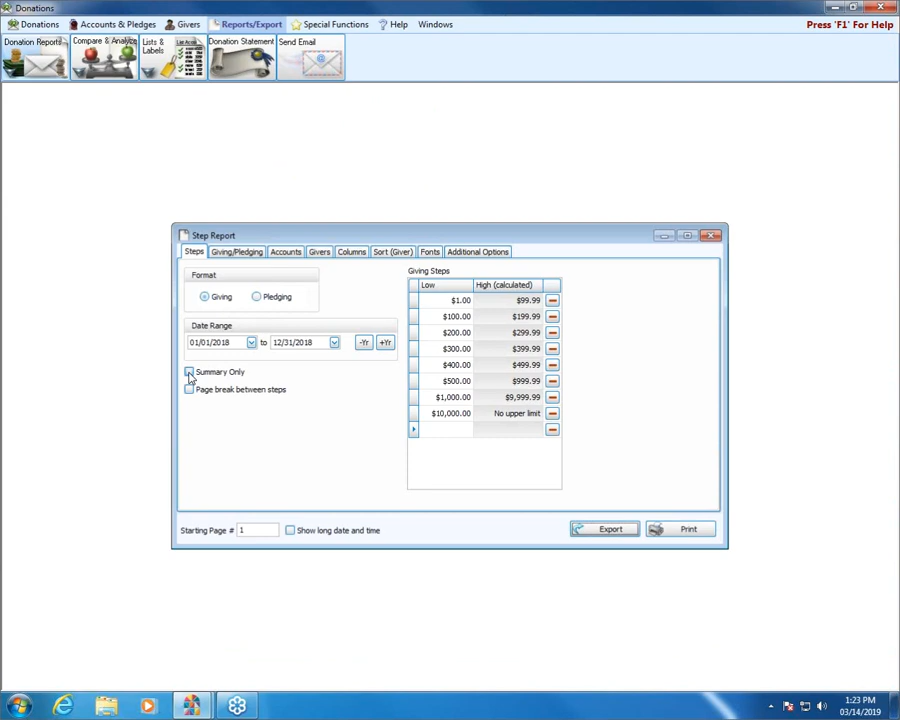 Donations
Donations Accounts & Pledges Givers Reports/Export Special Functions Help Windows Press 'F1' For Help
Donation Reports Compare & Analyze Lists & Labels Donation Statement Send Email
Step Report
Steps Giving/Pledging Accounts Givers Columns Sort (Giver) Fonts Additional Options
Format
Giving Pledging
Date Range
01/01/2018 to 12/31/2018 -Yr +Yr
Summary Only
Page break between steps
Giving Steps
Low High (calculated)
$1.00 $99.99
$100.00 $199.99
$200.00 $299.99
$300.00 $399.99
$400.00 $499.99
$500.00 $999.99
$1,000.00 $9,999.99
$10,000.00 No upper limit
Starting Page # 1 Show long date and time Export Print
1:23 PM
03/14/2019